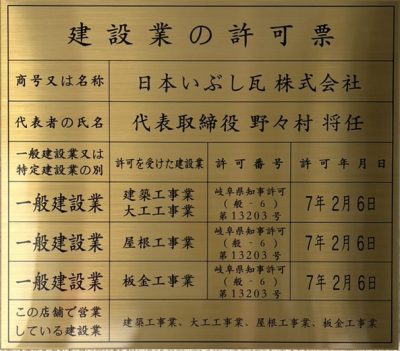 建設業の許可票
商号又は名称 日本いぶし瓦 株式会社
代表者の氏名 代表取締役 野々村 将任
一般建設業又は
特定建設業の別 許可を受けた建設業 許可番号 許可年月日
一般建設業 建築工事業
大工工事業 岐阜県知事許可
(般-6)
第13203号 7年2月6日
一般建設業 屋根工事業 岐阜県知事許可
(般-6)
第13203号 7年2月6日
一般建設業 板金工事業 岐阜県知事許可
(般-6)
第13203号 7年2月6日
この店舗で営業
している建設業 建築工事業、大工工事業、屋根工事業、板金工事業